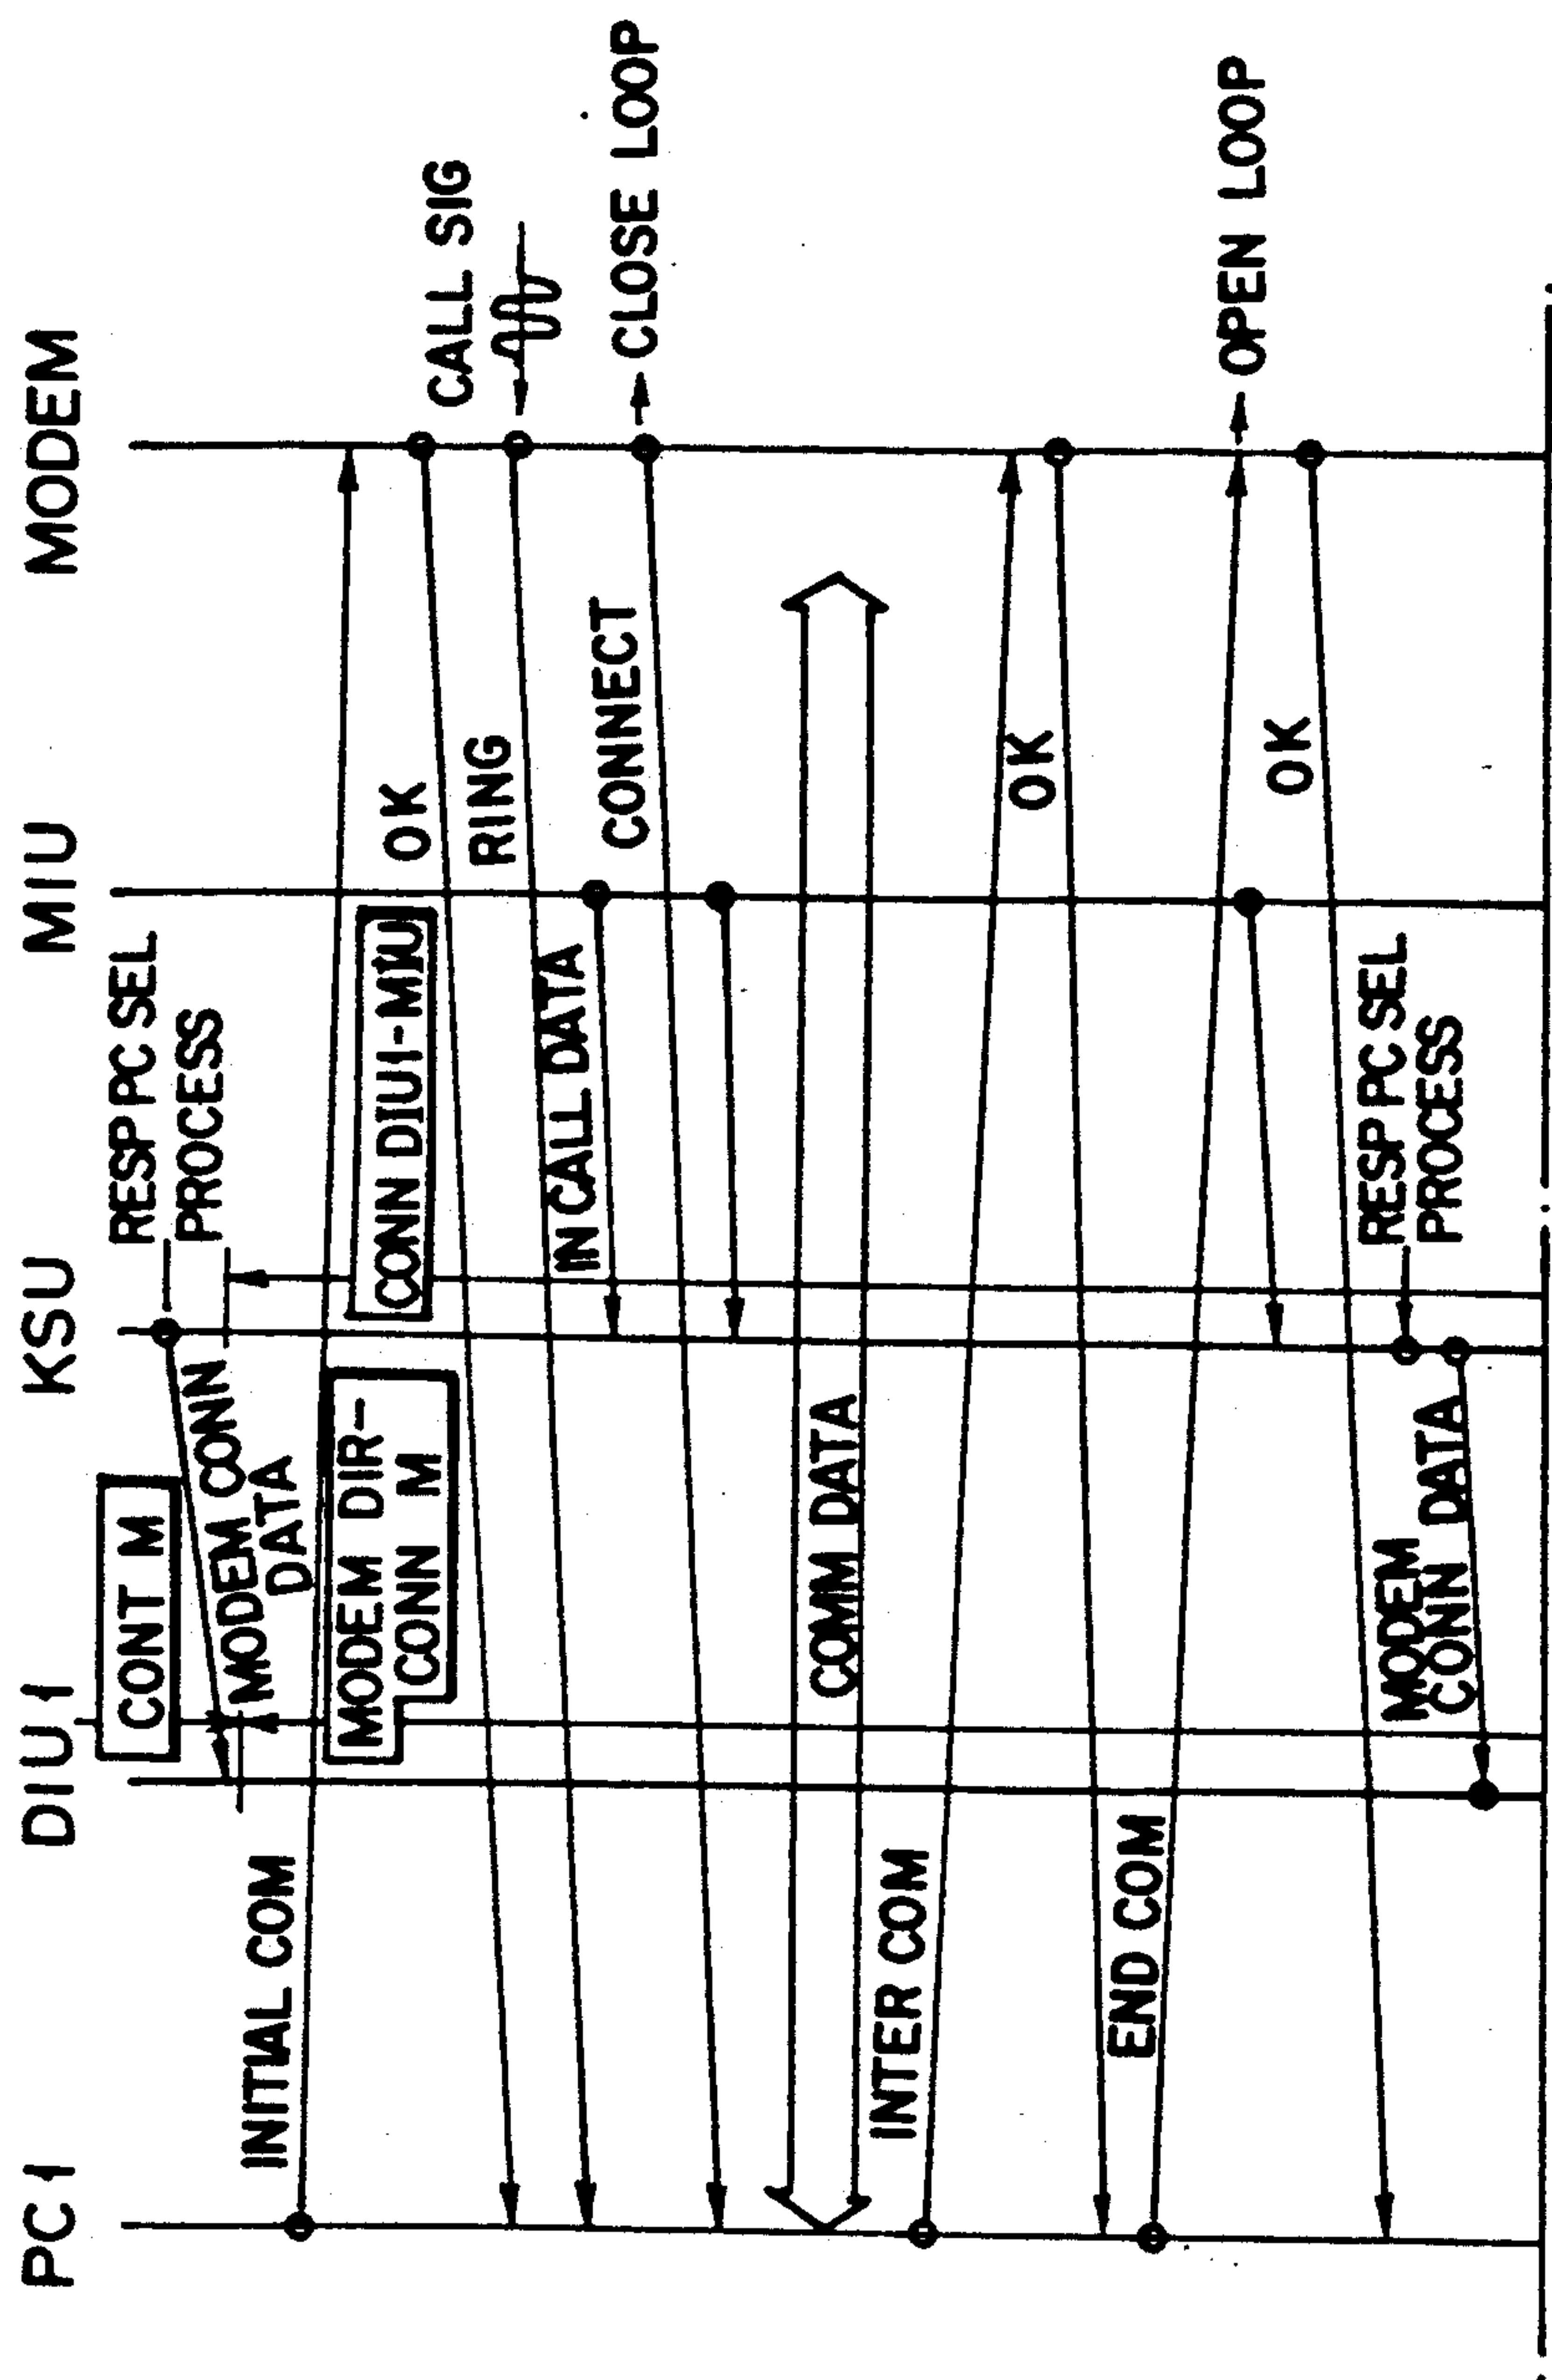 PC1
DIU1
KSU
MIU
MODEM
RESP PC SEL
PROCESS
CONT M
MODEM CONN
DATA
INITIAL COM
MODEM DIR-
CONN M
CONN DIU1-MIU
OK
CALL SIG
RING
IN CALL DATA
CONNECT
CLOSE LOOP
COMM DATA
INTER COM
OK
END COM
OPEN LOOP
OK
RESP PC SEL
PROCESS
MODEM
CONN DATA